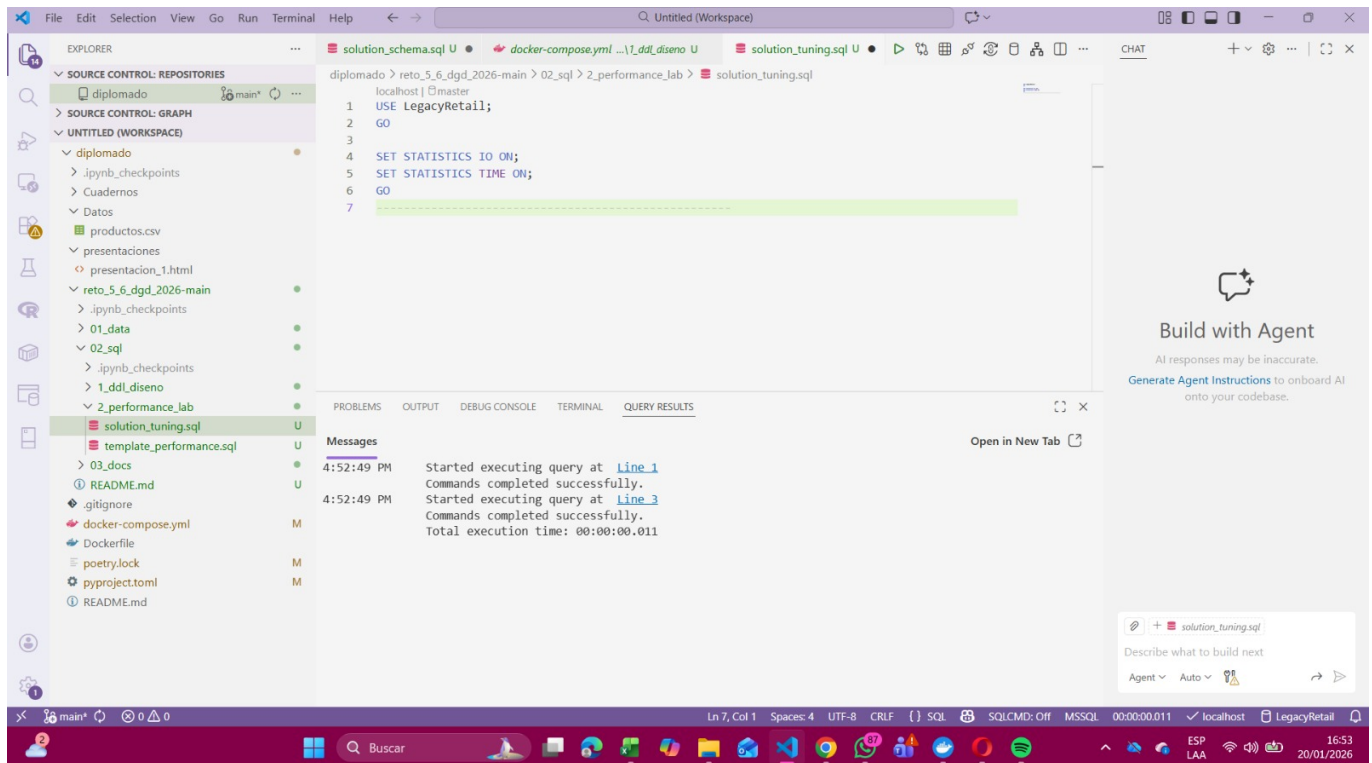 File Edit Selection View Go Run Terminal Help
Untitled (Workspace)
EXPLORER
SOURCE CONTROL: REPOSITORIES
diplomado main*
SOURCE CONTROL: GRAPH
UNTITLED (WORKSPACE)
diplomado
.ipynb_checkpoints
Cuadernos
Datos
productos.csv
presentaciones
presentacion_1.html
reto_5_6_dgd_2026-main
.ipynb_checkpoints
01_data
02_sql
.ipynb_checkpoints
1_ddl_diseno
2_performance_lab
solution_tuning.sql U
template_performance.sql U
03_docs
README.md U
.gitignore
docker-compose.yml M
Dockerfile
poetry.lock M
pyproject.toml M
README.md
14
1
solution_schema.sql U docker-compose.yml ...\1_ddl_diseno U solution_tuning.sql U
diplomado > reto_5_6_dgd_2026-main > 02_sql > 2_performance_lab > solution_tuning.sql
localhost | master
1 USE LegacyRetail;
2 GO
3
4 SET STATISTICS IO ON;
5 SET STATISTICS TIME ON;
6 GO
7 -----------------------------------------------------
PROBLEMS OUTPUT DEBUG CONSOLE TERMINAL QUERY RESULTS
Messages Open in New Tab
4:52:49 PM Started executing query at Line 1
Commands completed successfully.
4:52:49 PM Started executing query at Line 3
Commands completed successfully.
Total execution time: 00:00:00.011
CHAT
Build with Agent
AI responses may be inaccurate.
Generate Agent Instructions to onboard AI
onto your codebase.
solution_tuning.sql
Describe what to build next
Agent Auto
main* 0 0 Ln 7, Col 1 Spaces: 4 UTF-8 CRLF {} SQL SQLCMD: Off MSSQL 00:00:00.011 localhost LegacyRetail
2 Buscar 87 ESP 16:53
LAA 20/01/2026